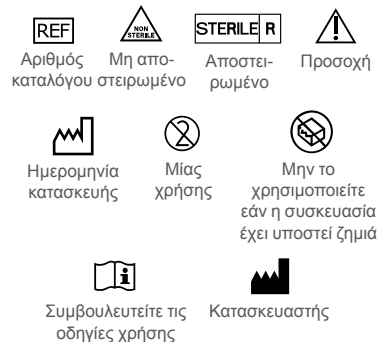 REF NON STERILE STERILE R
Αριθμός Μη απο- Αποστει- Προσοχή
καταλόγου στειρωμένο ρωμένο
2
Ημερομηνία Μίας Μην το
κατασκευής χρήσης χρησιμοποιείτε
εάν η συσκευασία
έχει υποστεί ζημιά
i
Συμβουλευτείτε τις Κατασκευαστής
οδηγίες χρήσης